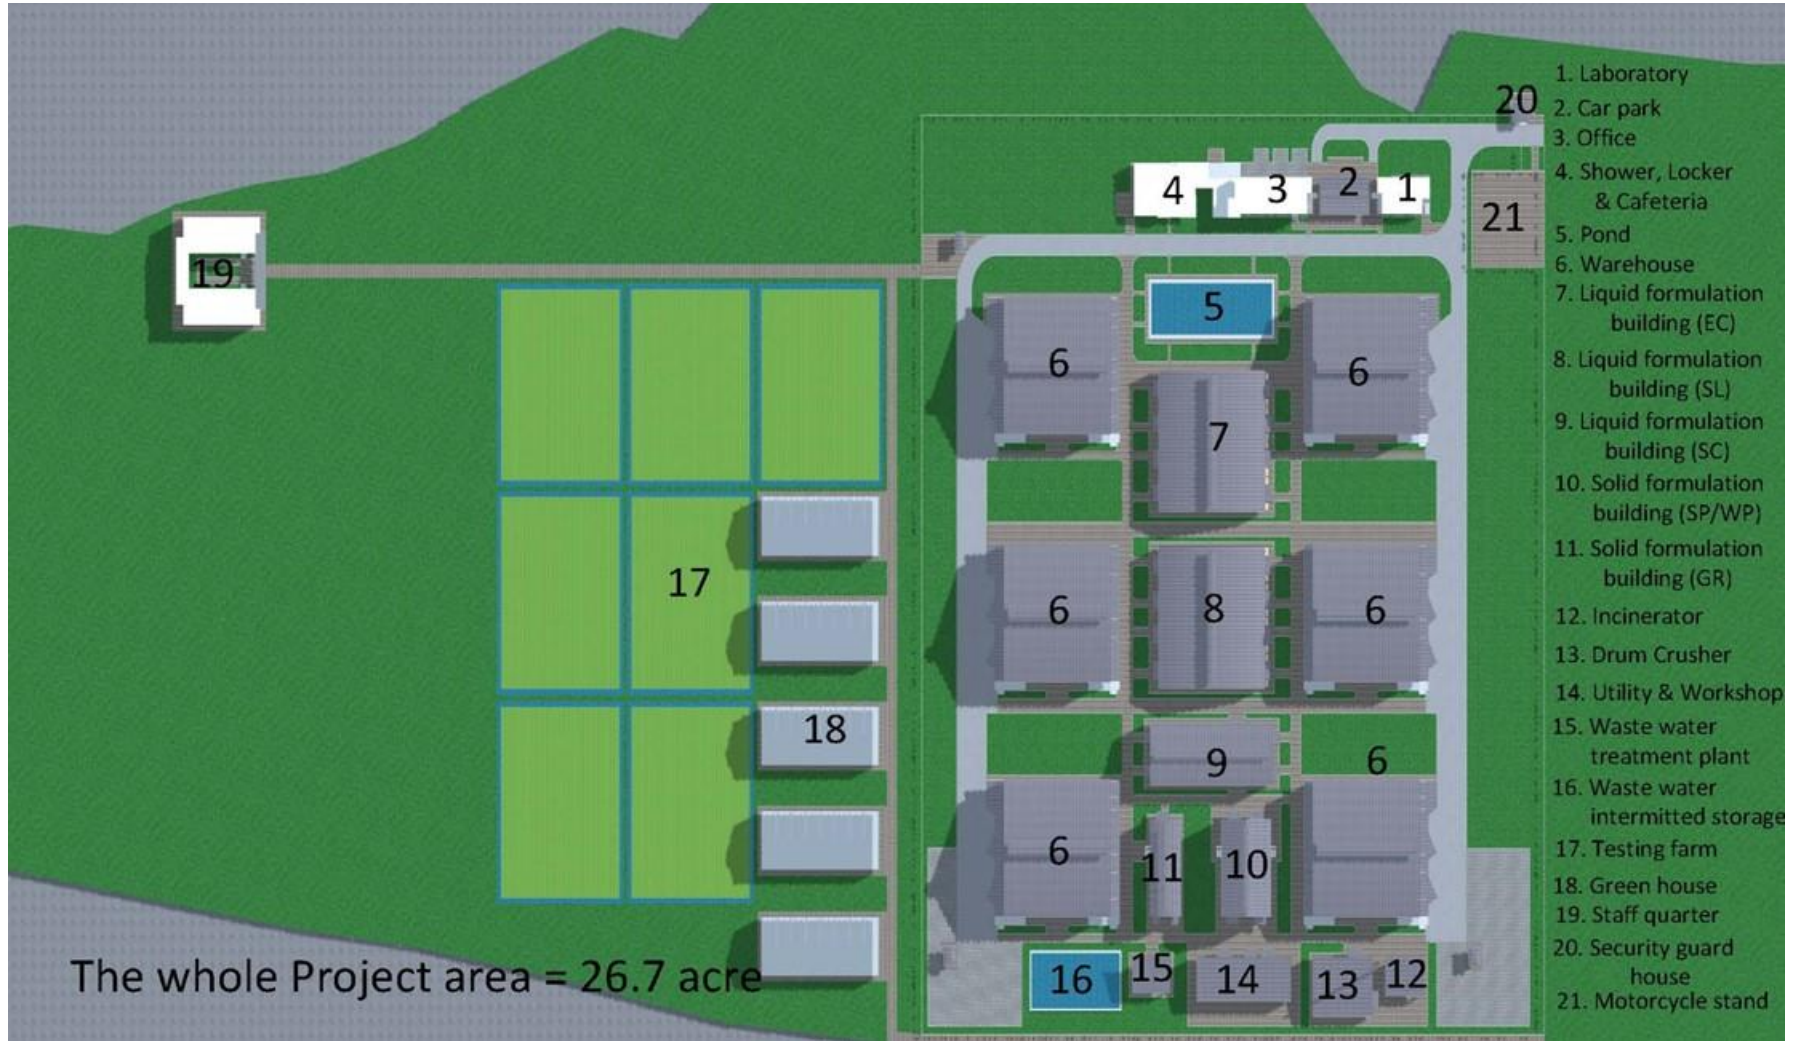 20
4
3
2
1
21
19
5
6
6
7
17
6
8
6
18
9
6
6
11
10
16
15
14
13
12
The whole Project area = 26.7 acre
1. Laboratory
2. Car park
3. Office
4. Shower, Locker
& Cafeteria
5. Pond
6. Warehouse
7. Liquid formulation
building (EC)
8. Liquid formulation
building (SL)
9. Liquid formulation
building (SC)
10. Solid formulation
building (SP/WP)
11. Solid formulation
building (GR)
12. Incinerator
13. Drum Crusher
14. Utility & Workshop
15. Waste water
treatment plant
16. Waste water
intermitted storage
17. Testing farm
18. Green house
19. Staff quarter
20. Security guard
house
21. Motorcycle stand